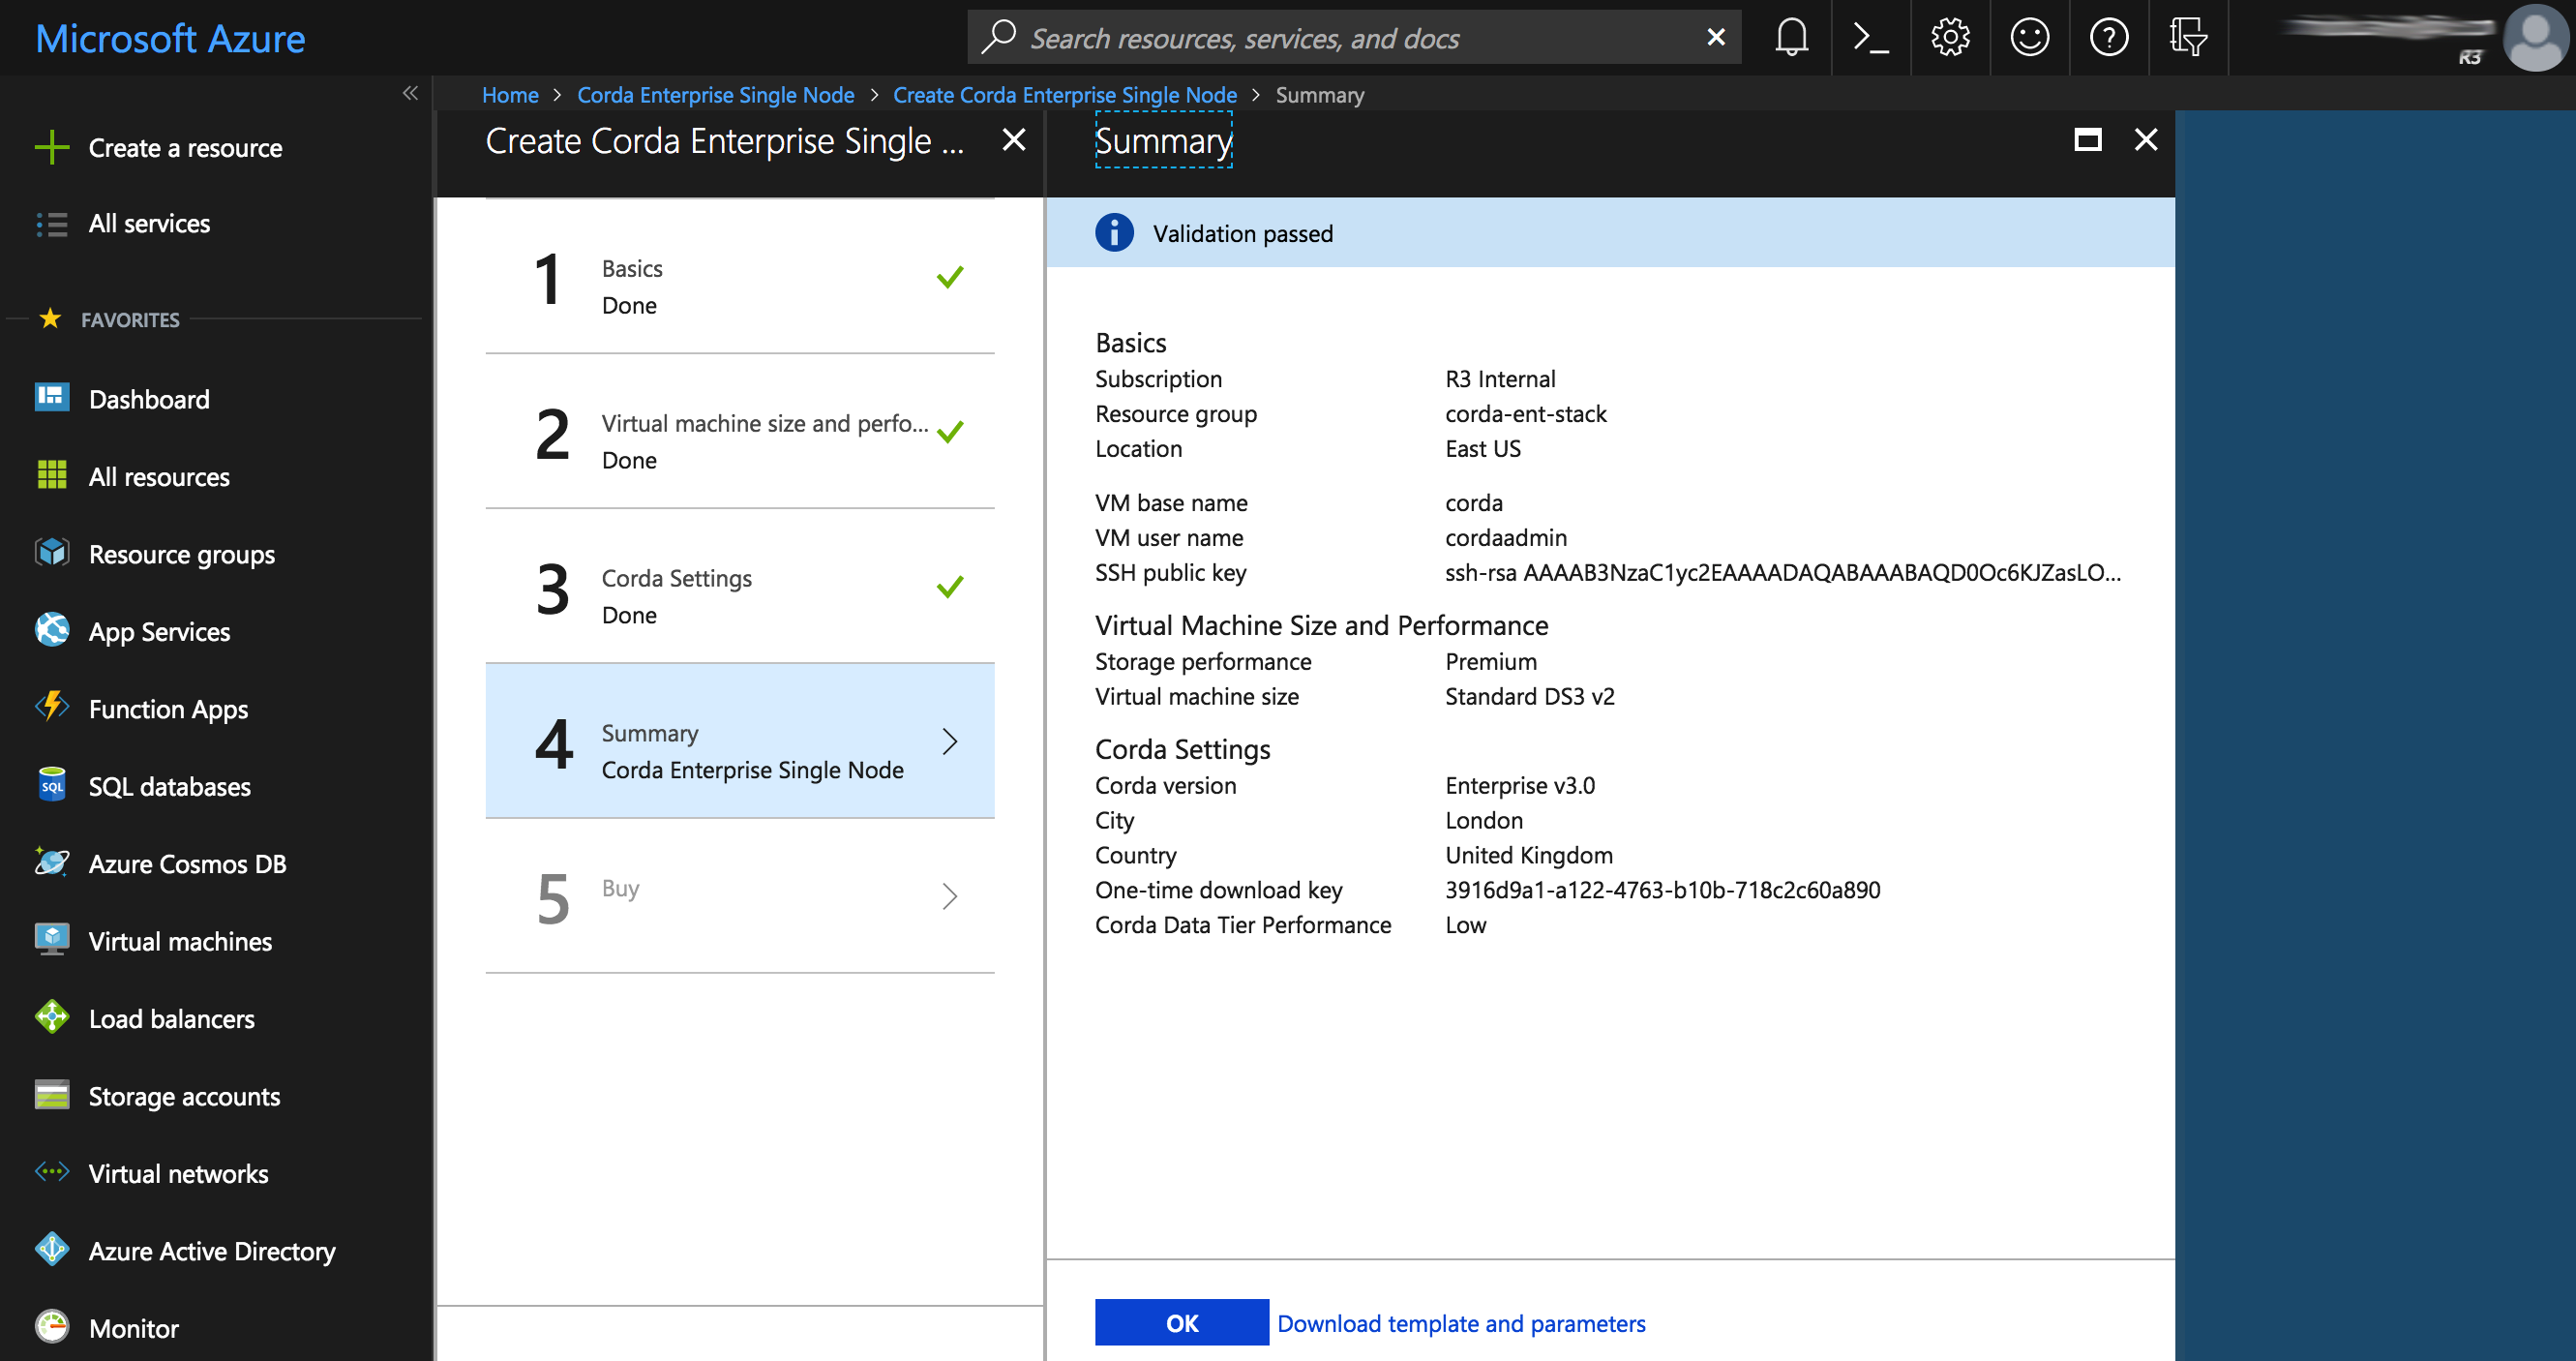 Microsoft Azure
Search resources, services, and docs
R3
Home > Corda Enterprise Single Node > Create Corda Enterprise Single Node > Summary
Create a resource
All services
FAVORITES
Dashboard
All resources
Resource groups
App Services
Function Apps
SQL databases
Azure Cosmos DB
Virtual machines
Load balancers
Storage accounts
Virtual networks
Azure Active Directory
Monitor
Create Corda Enterprise Single ...
1 Basics
Done
2 Virtual machine size and perfo...
Done
3 Corda Settings
Done
4 Summary
Corda Enterprise Single Node
5 Buy
Summary
Validation passed
Basics
Subscription R3 Internal
Resource group corda-ent-stack
Location East US
VM base name corda
VM user name cordaadmin
SSH public key ssh-rsa AAAAB3NzaC1yc2EAAAADAQABAAABAQD0Oc6KJZasLO...
Virtual Machine Size and Performance
Storage performance Premium
Virtual machine size Standard DS3 v2
Corda Settings
Corda version Enterprise v3.0
City London
Country United Kingdom
One-time download key 3916d9a1-a122-4763-b10b-718c2c60a890
Corda Data Tier Performance Low
OK
Download template and parameters